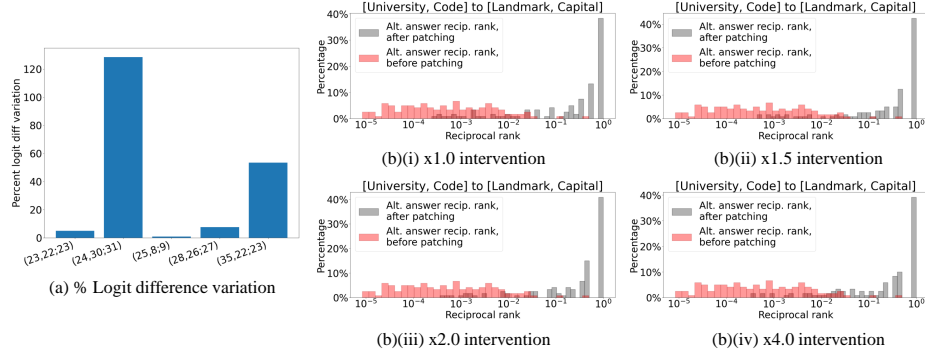 Percent logit diff variation
120
100
80
60
40
20
0
(23,22;23)
(24,30;31)
(25,8;9)
(28,26;27)
(35,22;23)
(a) % Logit difference variation
[University, Code] to [Landmark, Capital]
Percentage
40%
30%
20%
10%
0%
Alt. answer recip. rank,
after patching
Alt. answer recip. rank,
before patching
10⁻⁵ 10⁻⁴ 10⁻³ 10⁻² 10⁻¹ 10⁰
Reciprocal rank
(b)(i) x1.0 intervention
[University, Code] to [Landmark, Capital]
Percentage
40%
30%
20%
10%
0%
Alt. answer recip. rank,
after patching
Alt. answer recip. rank,
before patching
10⁻⁵ 10⁻⁴ 10⁻³ 10⁻² 10⁻¹ 10⁰
Reciprocal rank
(b)(ii) x1.5 intervention
[University, Code] to [Landmark, Capital]
Percentage
40%
30%
20%
10%
0%
Alt. answer recip. rank,
after patching
Alt. answer recip. rank,
before patching
10⁻⁵ 10⁻⁴ 10⁻³ 10⁻² 10⁻¹ 10⁰
Reciprocal rank
(b)(iii) x2.0 intervention
[University, Code] to [Landmark, Capital]
Percentage
40%
30%
20%
10%
0%
Alt. answer recip. rank,
after patching
Alt. answer recip. rank,
before patching
10⁻⁵ 10⁻⁴ 10⁻³ 10⁻² 10⁻¹ 10⁰
Reciprocal rank
(b)(iv) x4.0 intervention